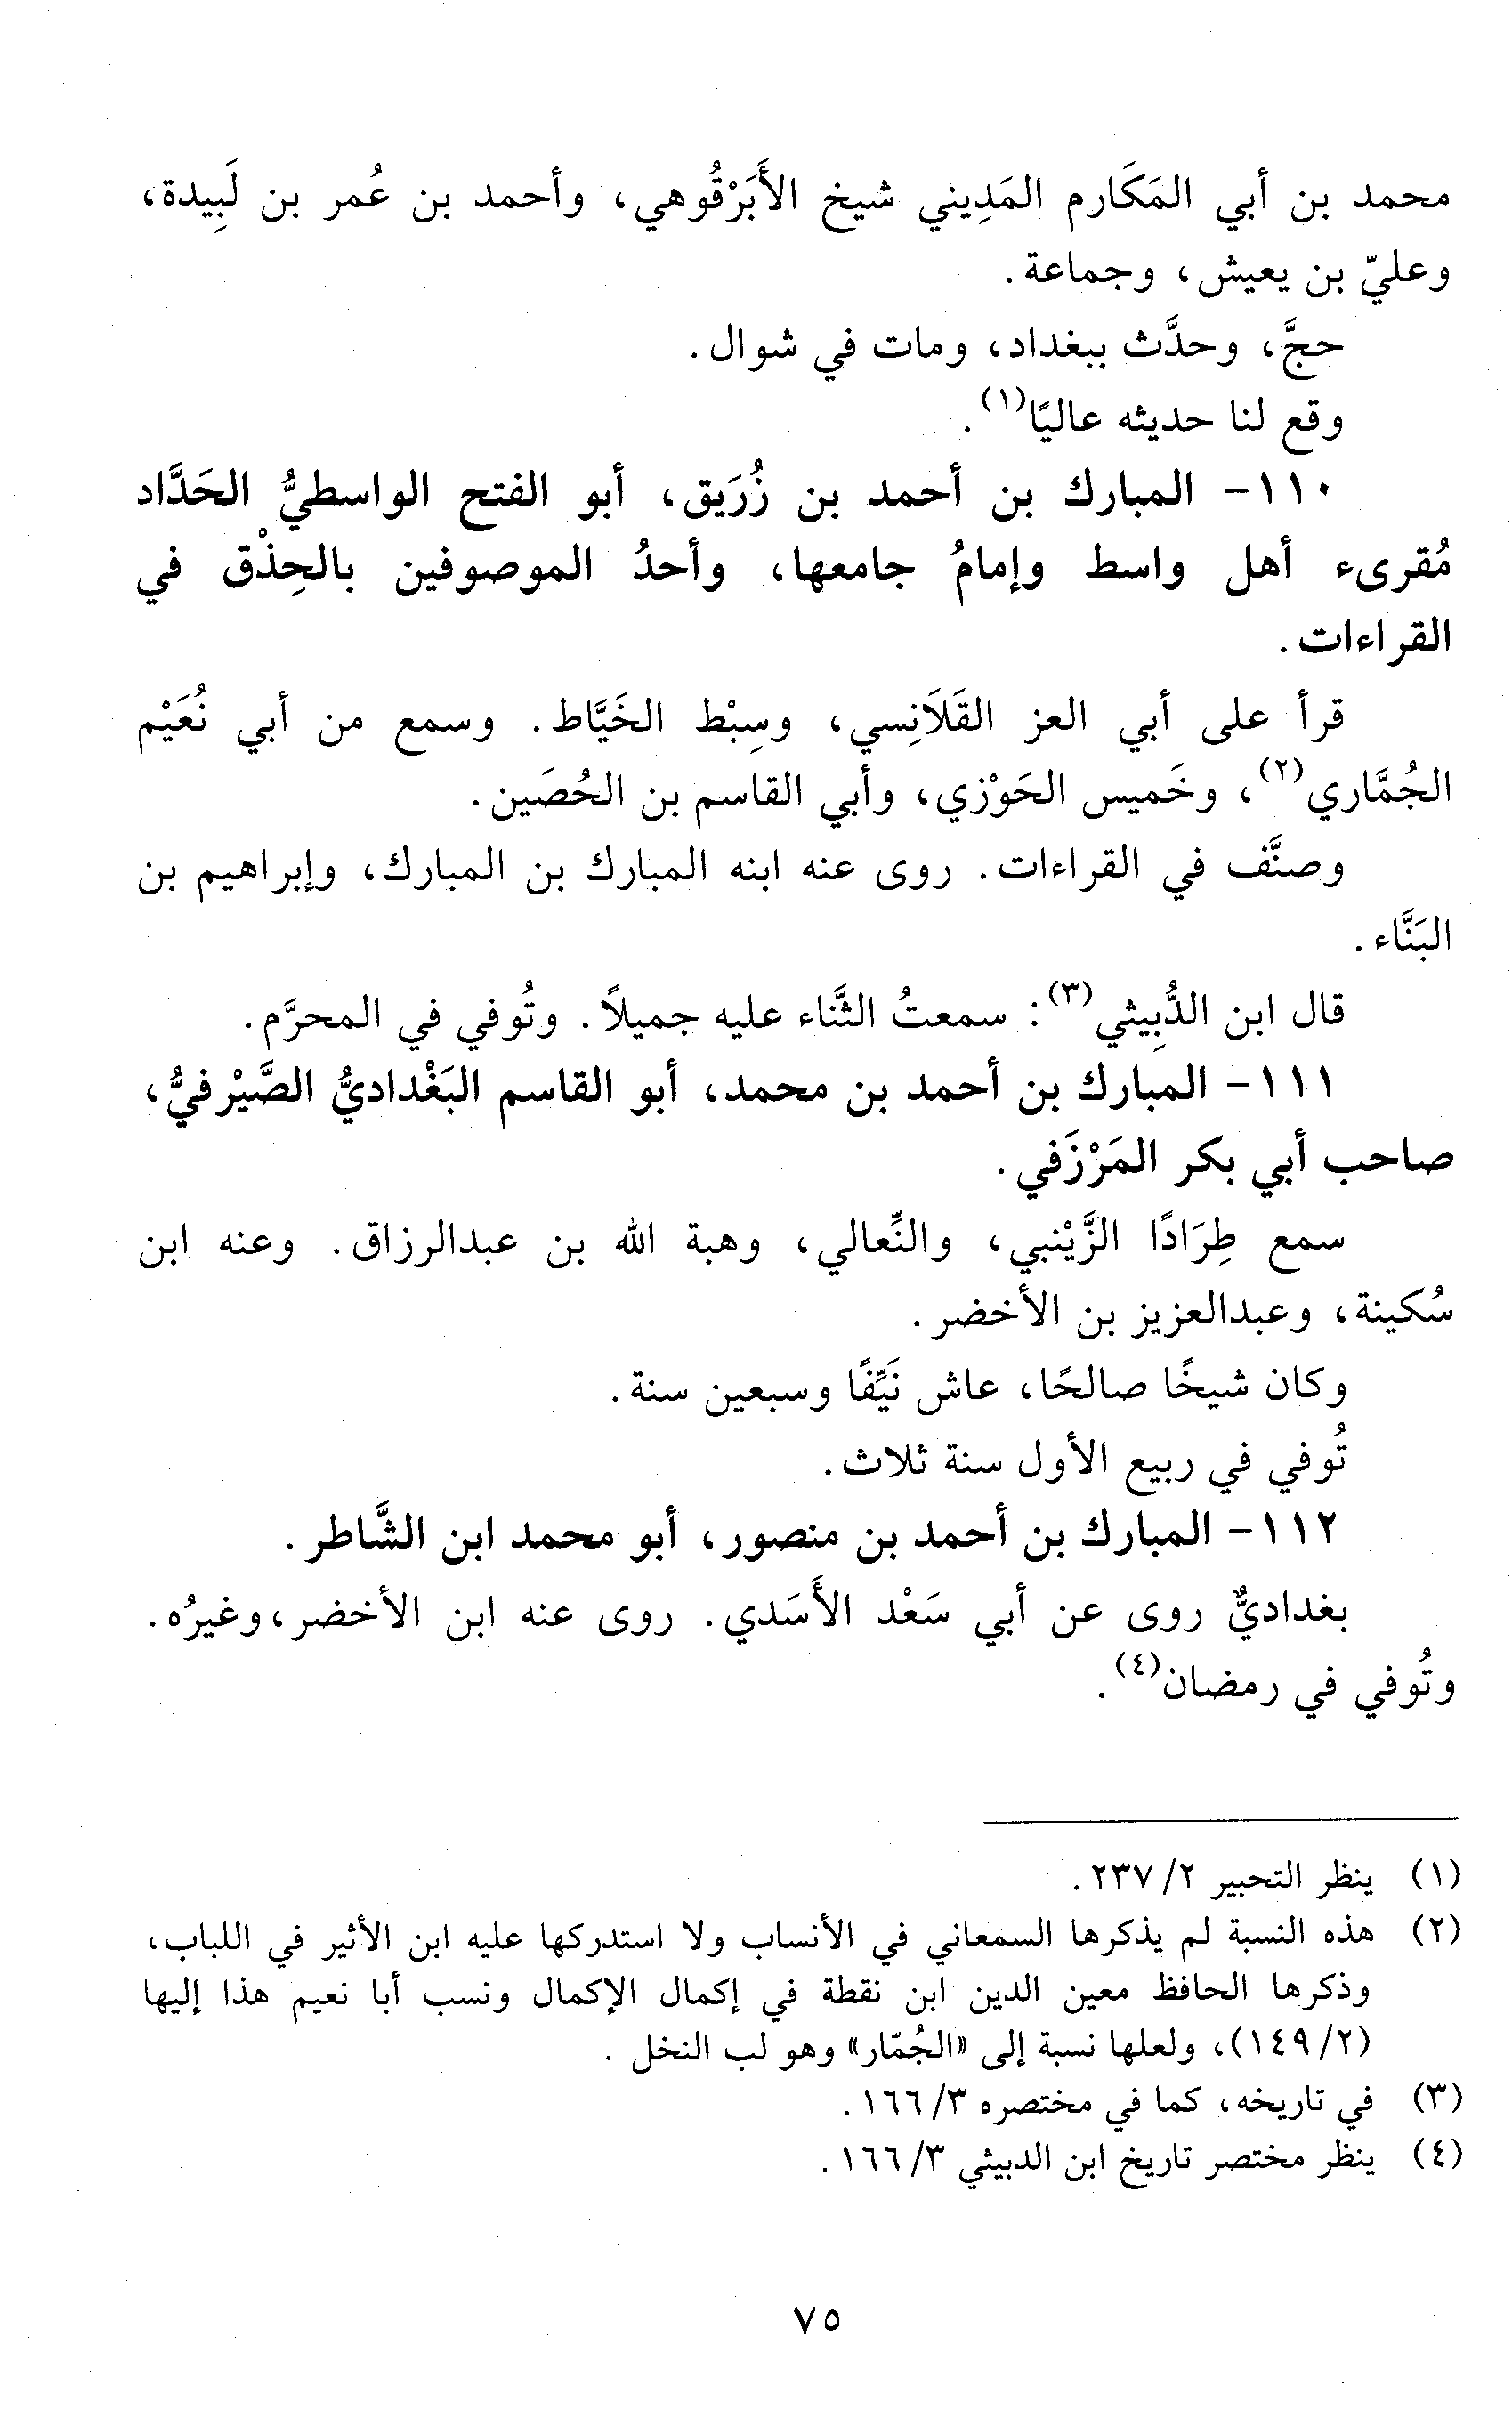 محمد بن أبي المَكَارم المَدِيني شيخ الأَبَرْقُوهي، وأحمد بن عُمر بن لَبِيدة،
وعليّ بن يعيش، وجماعة.
حجَّ، وحدَّث ببغداد، ومات في شوال.
وقع لنا حديثه عاليًا(١).
١١٠- المبارك بن أحمد بن زُرَيق، أبو الفتح الواسطيُّ الحَدَّاد
مُقرىء أهل واسط وإمامُ جامعها، وأحدُ الموصوفين بالحِذْق في
القراءات.
قرأ على أبي العز القَلاَنِسي، وسِبْط الخَيَّاط. وسمع من أبي نُعَيْم
الجُمَّاري(٢)، وخَميس الحَوْزي، وأبي القاسم بن الحُصَين.
وصنَّف في القراءات. روى عنه ابنه المبارك بن المبارك، وإبراهيم بن
البَنَّاء.
قال ابن الدُّبِيثي(٣): سمعتُ الثَّناء عليه جميلاً. وتُوفي في المحرَّم.
١١١- المبارك بن أحمد بن محمد، أبو القاسم البَغْداديُّ الصَّيْرفيُّ،
صاحب أبي بكر المَرْزَفي.
سمع طِرَادًا الزَّيْنبي، والنِّعالي، وهبة الله بن عبدالرزاق. وعنه ابن
سُكينة، وعبدالعزيز بن الأخضر.
وكان شيخًا صالحًا، عاش نَيِّفًا وسبعين سنة.
تُوفي في ربيع الأول سنة ثلاث.
١١٢- المبارك بن أحمد بن منصور، أبو محمد ابن الشَّاطر.
بغداديٌّ روى عن أبي سَعْد الأَسَدي. روى عنه ابن الأخضر، وغيرُه.
وتُوفي في رمضان(٤).
(١) ينظر التحبير ٢/ ٢٣٧.
(٢) هذه النسبة لم يذكرها السمعاني في الأنساب ولا استدركها عليه ابن الأثير في اللباب،
وذكرها الحافظ معين الدين ابن نقطة في إكمال الإكمال ونسب أبا نعيم هذا إليها
(٢/ ١٤٩)، ولعلها نسبة إلى «الجُمّار» وهو لب النخل.
(٣) في تاريخه، كما في مختصره ٣/ ١٦٦.
(٤) ينظر مختصر تاريخ ابن الدبيثي ٣/ ١٦٦.
٧٥